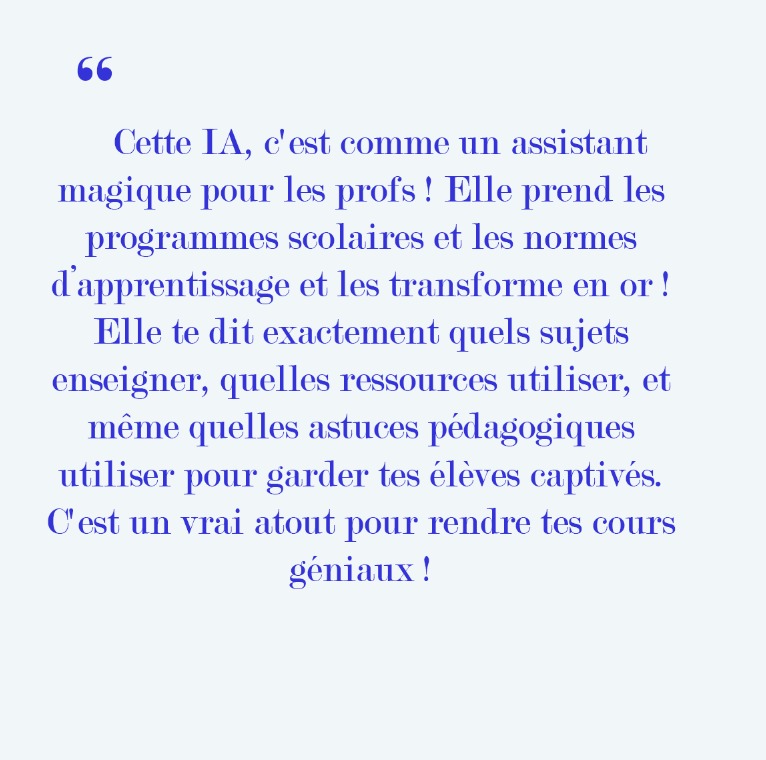 “
Cette IA, c'est comme un assistant
magique pour les profs ! Elle prend les
programmes scolaires et les normes
d’apprentissage et les transforme en or !
Elle te dit exactement quels sujets
enseigner, quelles ressources utiliser, et
même quelles astuces pédagogiques
utiliser pour garder tes élèves captivés.
C'est un vrai atout pour rendre tes cours
géniaux !